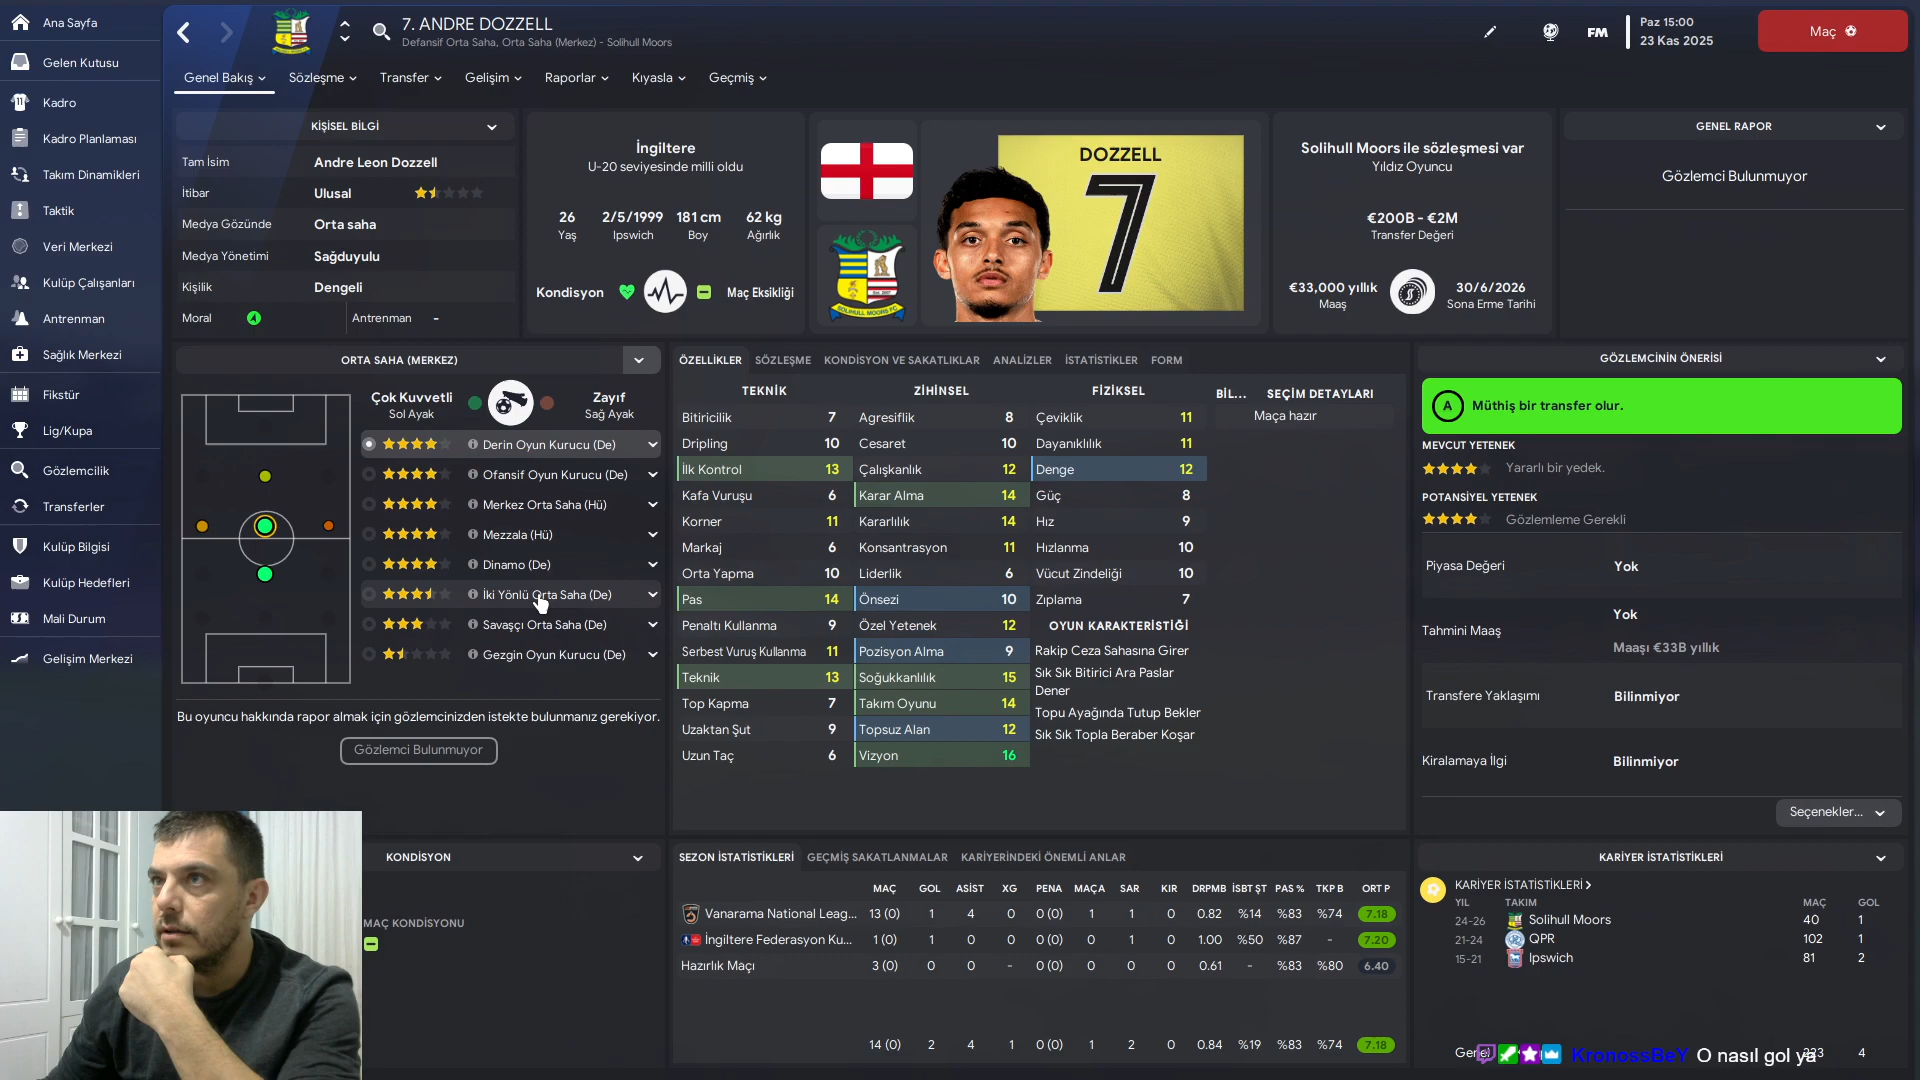 Ana Sayfa
Gelen Kutusu
Kadro
Kadro Planlaması
Takım Dinamikleri
Taktik
Veri Merkezi
Kulüp Çalışanları
Antrenman
Sağlık Merkezi
Fikstür
Lig/Kupa
Gözlemcilik
Transferler
Kulüp Bilgisi
Kulüp Hedefleri
Mali Durum
Gelişim Merkezi
7. ANDRE DOZZELL
Defansif Orta Saha, Orta Saha (Merkez) - Solihull Moors
FM
Paz 15:00
23 Kas 2025
Maç
Genel Bakış
Sözleşme
Transfer
Gelişim
Raporlar
Kıyasla
Geçmiş
KİŞİSEL BİLGİ
Tam İsim Andre Leon Dozzell
İtibar Ulusal
Medya Gözünde Orta saha
Medya Yönetimi Sağduyulu
Kişilik Dengeli
Moral Antrenman -
İngiltere
U-20 seviyesinde milli oldu
26 2/5/1999 181 cm 62 kg
Yaş Ipswich Boy Ağırlık
Kondisyon Maç Eksikliği
DOZZELL
7
Solihull Moors ile sözleşmesi var
Yıldız Oyuncu
€200B - €2M
Transfer Değeri
€33,000 yıllık 30/6/2026
Maaş Sona Erme Tarihi
GENEL RAPOR
Gözlemci Bulunmuyor
ORTA SAHA (MERKEZ)
Çok Kuvvetli Zayıf
Sol Ayak Sağ Ayak
Derin Oyun Kurucu (De)
Ofansif Oyun Kurucu (De)
Merkez Orta Saha (Hü)
Mezzala (Hü)
Dinamo (De)
İki Yönlü Orta Saha (De)
Savaşçı Orta Saha (De)
Gezgin Oyun Kurucu (De)
Bu oyuncu hakkında rapor almak için gözlemcinizden istekte bulunmanız gerekiyor.
Gözlemci Bulunmuyor
ÖZELLİKLER SÖZLEŞME KONDİSYON VE SAKATLIKLAR ANALİZLER İSTATİSTİKLER FORM
TEKNİK ZİHİNSEL FİZİKSEL BİL... SEÇİM DETAYLARI
Bitiricilik 7 Agresiflik 8 Çeviklik 11 Maça hazır
Dripling 10 Cesaret 10 Dayanıklılık 11
İlk Kontrol 13 Çalışkanlık 12 Denge 12
Kafa Vuruşu 6 Karar Alma 14 Güç 8
Korner 11 Kararlılık 14 Hız 9
Markaj 6 Konsantrasyon 11 Hızlanma 10
Orta Yapma 10 Liderlik 6 Vücut Zindeliği 10
Pas 14 Önsezi 10 Zıplama 7
Penaltı Kullanma 9 Özel Yetenek 12 OYUN KARAKTERİSTİĞİ
Serbest Vuruş Kullanma 11 Pozisyon Alma 9 Rakip Ceza Sahasına Girer
Teknik 13 Soğukkanlılık 15 Sık Sık Bitirici Ara Paslar
Dener
Top Kapma 7 Takım Oyunu 14 Topu Ayağında Tutup Bekler
Uzaktan Şut 9 Topsuz Alan 12 Sık Sık Topla Beraber Koşar
Uzun Taç 6 Vizyon 16
GÖZLEMCİNİN ÖNERİSİ
A Müthiş bir transfer olur.
MEVCUT YETENEK
Yararlı bir yedek.
POTANSİYEL YETENEK
Gözlemleme Gerekli
Piyasa Değeri Yok
Tahmini Maaş Yok
Maaşı €33B yıllık
Transfere Yaklaşımı Bilinmiyor
Kiralamaya İlgi Bilinmiyor
Seçenekler...
KONDİSYON
MAÇ KONDİSYONU
SEZON İSTATİSTİKLERİ GEÇMİŞ SAKATLANMALAR KARİYERİNDEKİ ÖNEMLİ ANLAR
MAÇ GOL ASİST XG PENA MAÇA SAR KIR DRPMB İSBT ŞT PAS % TKP B ORT P
Vanarama National Leag... 13 (0) 1 4 0 0 (0) 1 1 0 0.82 %14 %83 %74 7.18
İngiltere Federasyon Ku... 1 (0) 1 0 0 0 (0) 0 1 0 1.00 %50 %87 - 7.20
Hazırlık Maçı 3 (0) 0 0 - 0 (0) 0 0 0 0.61 - %83 %80 6.40
14 (0) 2 4 1 0 (0) 1 2 0 0.84 %19 %83 %74 7.18
KARİYER İSTATİSTİKLERİ
KARİYER İSTATİSTİKLERİ >
YIL TAKIM MAÇ GOL
24-26 Solihull Moors 40 1
21-24 QPR 102 1
15-21 Ipswich 81 2
Genel 223 4
KronossBeY O nasıl gol ya